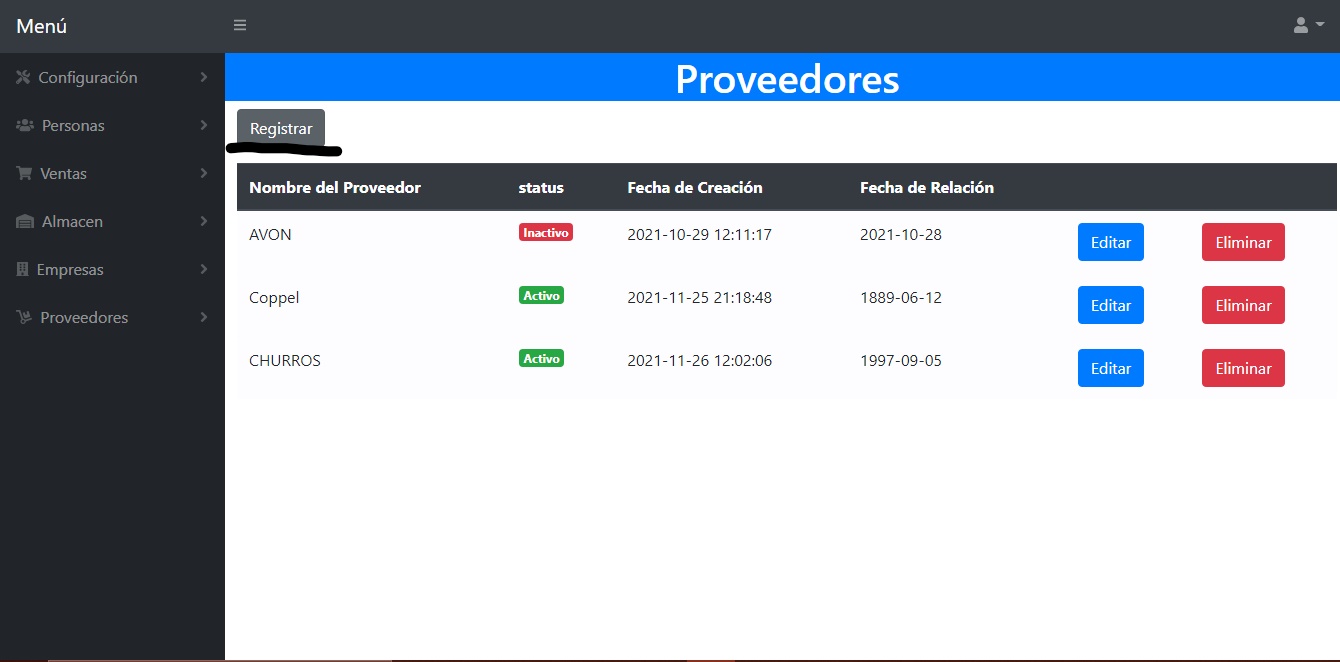 Menú
Proveedores
Configuración
Personas
Ventas
Almacen
Empresas
Proveedores
Registrar
Nombre del Proveedor status Fecha de Creación Fecha de Relación
AVON Inactivo 2021-10-29 12:11:17 2021-10-28 Editar Eliminar
Coppel Activo 2021-11-25 21:18:48 1889-06-12 Editar Eliminar
CHURROS Activo 2021-11-26 12:02:06 1997-09-05 Editar Eliminar